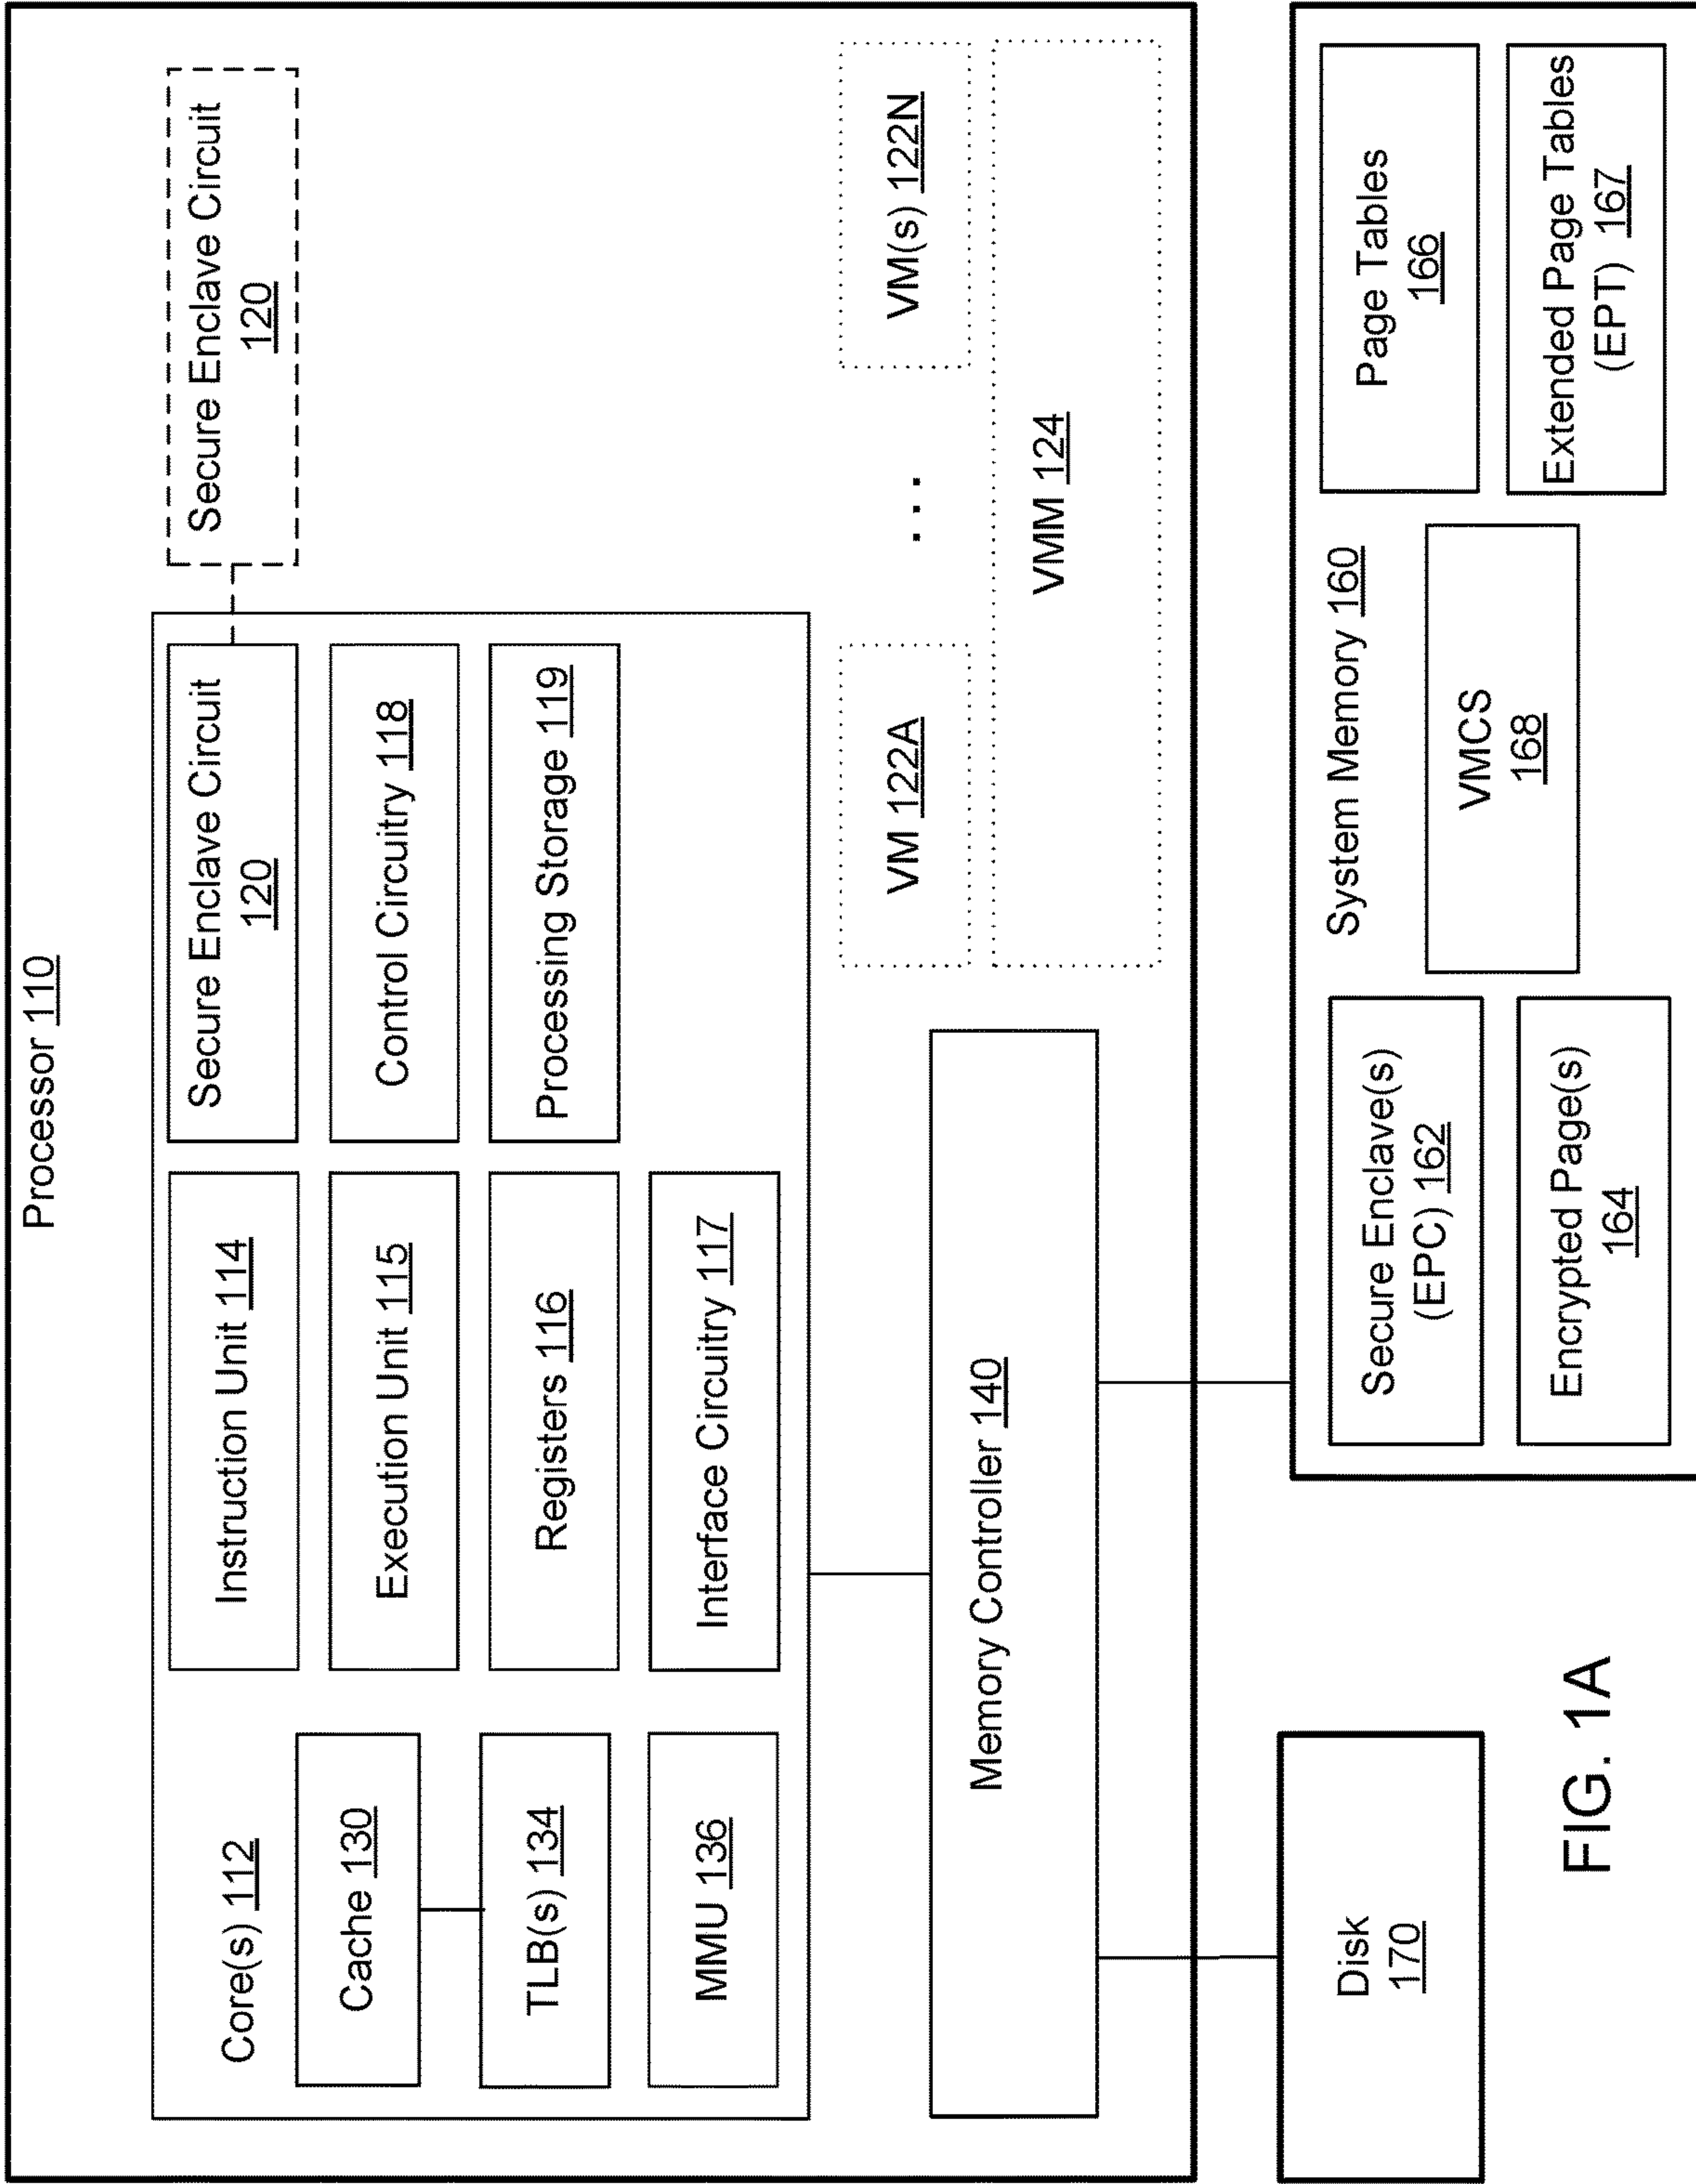 Processor 110
Core(s) 112
Cache 130
TLB(s) 134
MMU 136
Instruction Unit 114
Execution Unit 115
Registers 116
Interface Circuitry 117
Secure Enclave Circuit
120
Control Circuitry 118
Processing Storage 119
Secure Enclave Circuit
120
VM 122A
...
VM(s) 122N
VMM 124
Memory Controller 140
Disk
170
System Memory 160
Secure Enclave(s)
(EPC) 162
Encrypted Page(s)
164
VMCS
168
Page Tables
166
Extended Page Tables
(EPT) 167
FIG. 1A